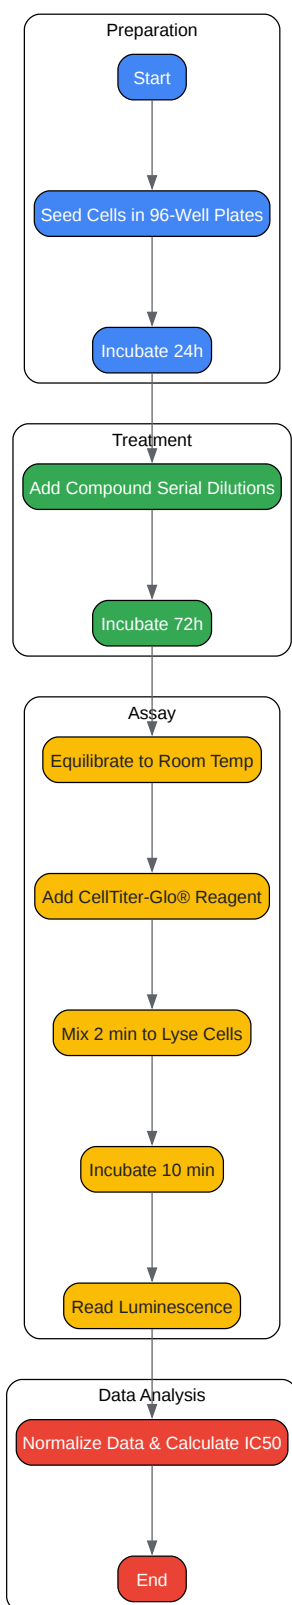 Preparation
Start
Seed Cells in 96-Well Plates
Incubate 24h
Treatment
Add Compound Serial Dilutions
Incubate 72h
Assay
Equilibrate to Room Temp
Add CellTiter-Glo® Reagent
Mix 2 min to Lyse Cells
Incubate 10 min
Read Luminescence
Data Analysis
Normalize Data & Calculate IC50
End